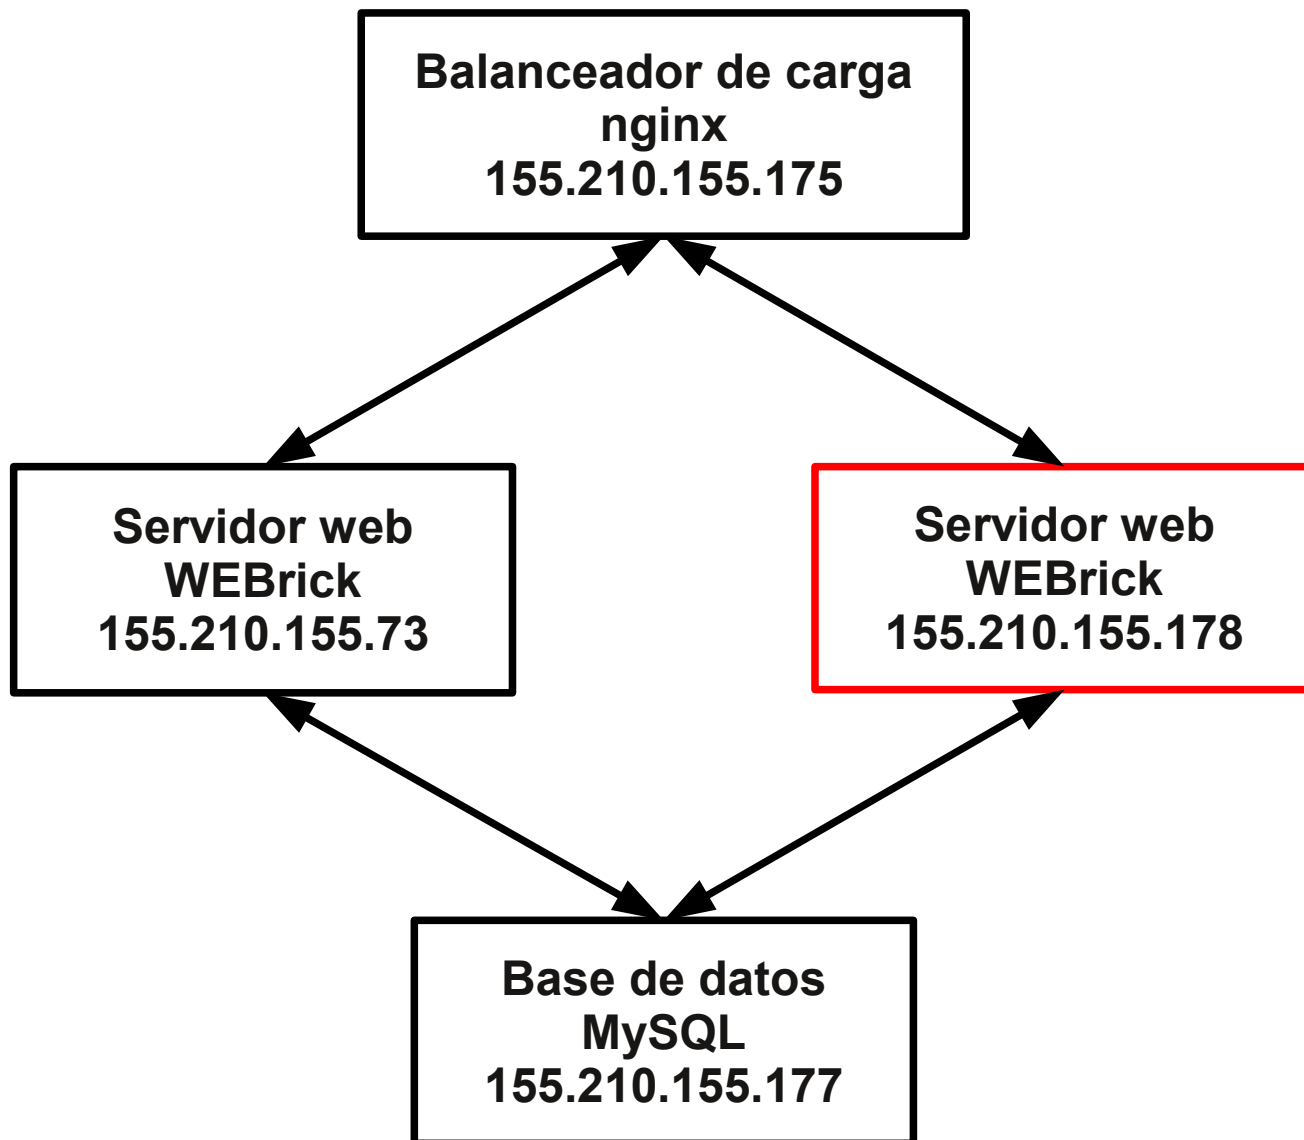 Balanceador de carga
nginx
155.210.155.175
Servidor web
WEBrick
155.210.155.73
Servidor web
WEBrick
155.210.155.178
Base de datos
MySQL
155.210.155.177